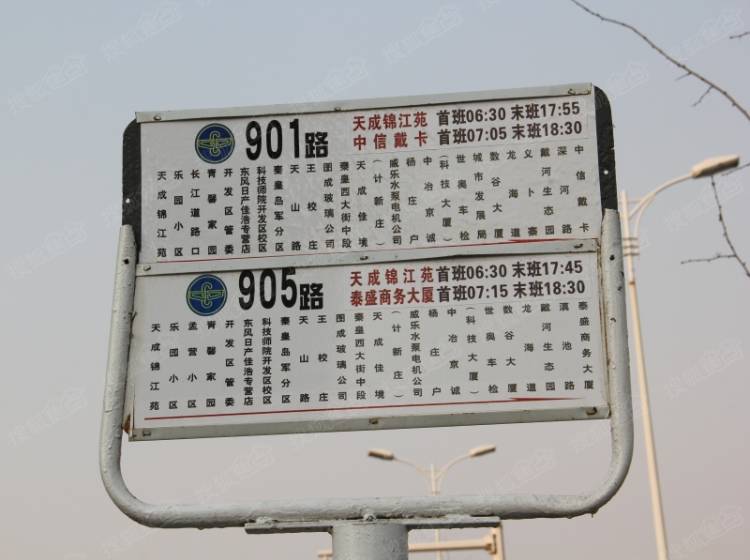 901路
天成锦江苑 首班06:30 末班17:55
中信戴卡 首班07:05 末班18:30
天成锦江苑
乐园小区
长江道路口
青馨家园
开发区管委
东风日产佳浩专营店
科技师院开发区校区
秦皇岛军分区
天山路
王校庄
图成玻璃公司
秦皇西大街中段
天成佳境
（计新庄）
威乐水泵电机公司
杨庄户
中冶京诚
（科技大厦）
世奥车检
城市发展局
数谷大厦
龙海道
义卜寨
戴河生态园
深河路
中信戴卡
905路
天成锦江苑 首班06:30 末班17:45
泰盛商务大厦 首班07:15 末班18:30
天成锦江苑
乐园小区
孟营小区
青馨家园
开发区管委
东风日产佳浩专营店
科技师院开发区校区
秦皇岛军分区
天山路
王校庄
图成玻璃公司
秦皇西大街中段
天成佳境
（计新庄）
威乐水泵电机公司
杨庄户
中冶京诚
（科技大厦）
世奥车检
数谷大厦
龙海道
戴河生态园
滇池路
泰盛商务大厦